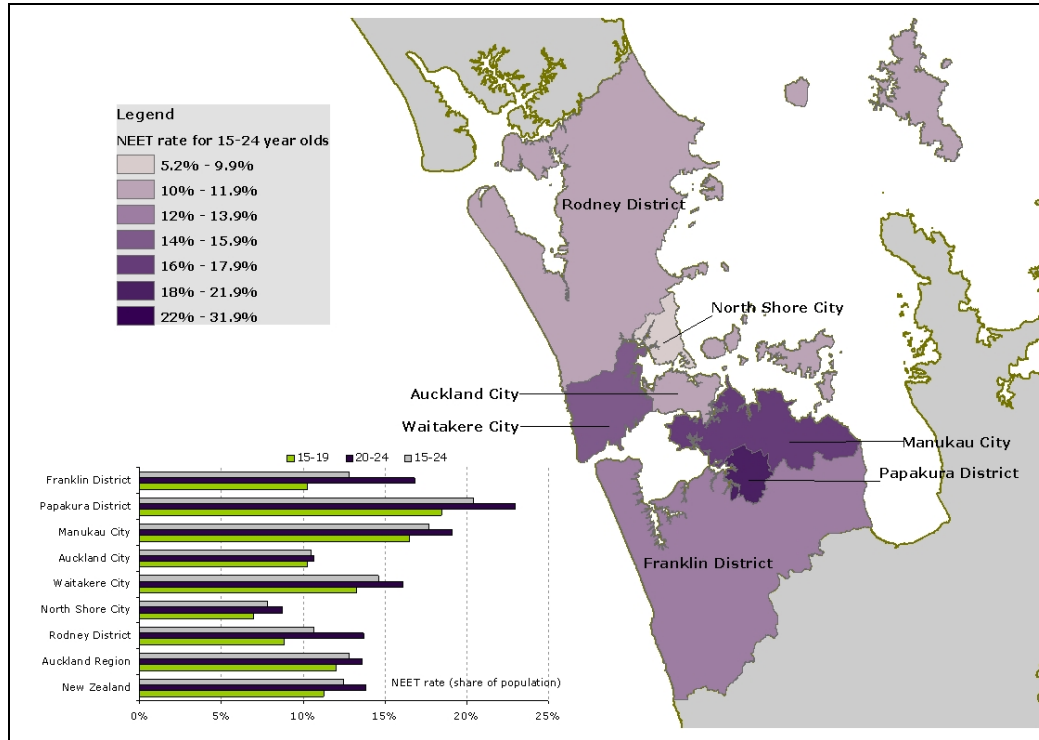 Legend
NEET rate for 15-24 year olds
5.2% - 9.9%
10% - 11.9%
12% - 13.9%
14% - 15.9%
16% - 17.9%
18% - 21.9%
22% - 31.9%
Rodney District
North Shore City
Auckland City
Waitakere City
Manukau City
Papakura District
Franklin District
15-19 20-24 15-24
Franklin District
Papakura District
Manukau City
Auckland City
Waitakere City
North Shore City
Rodney District
Auckland Region
New Zealand
NEET rate (share of population)
0% 5% 10% 15% 20% 25%